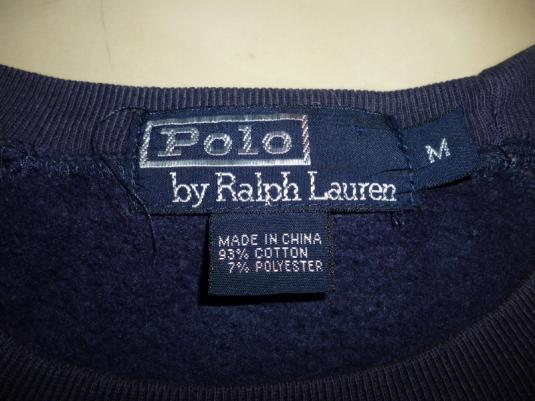 Polo
by Ralph Lauren
M
MADE IN CHINA
93% COTTON
7% POLYESTER